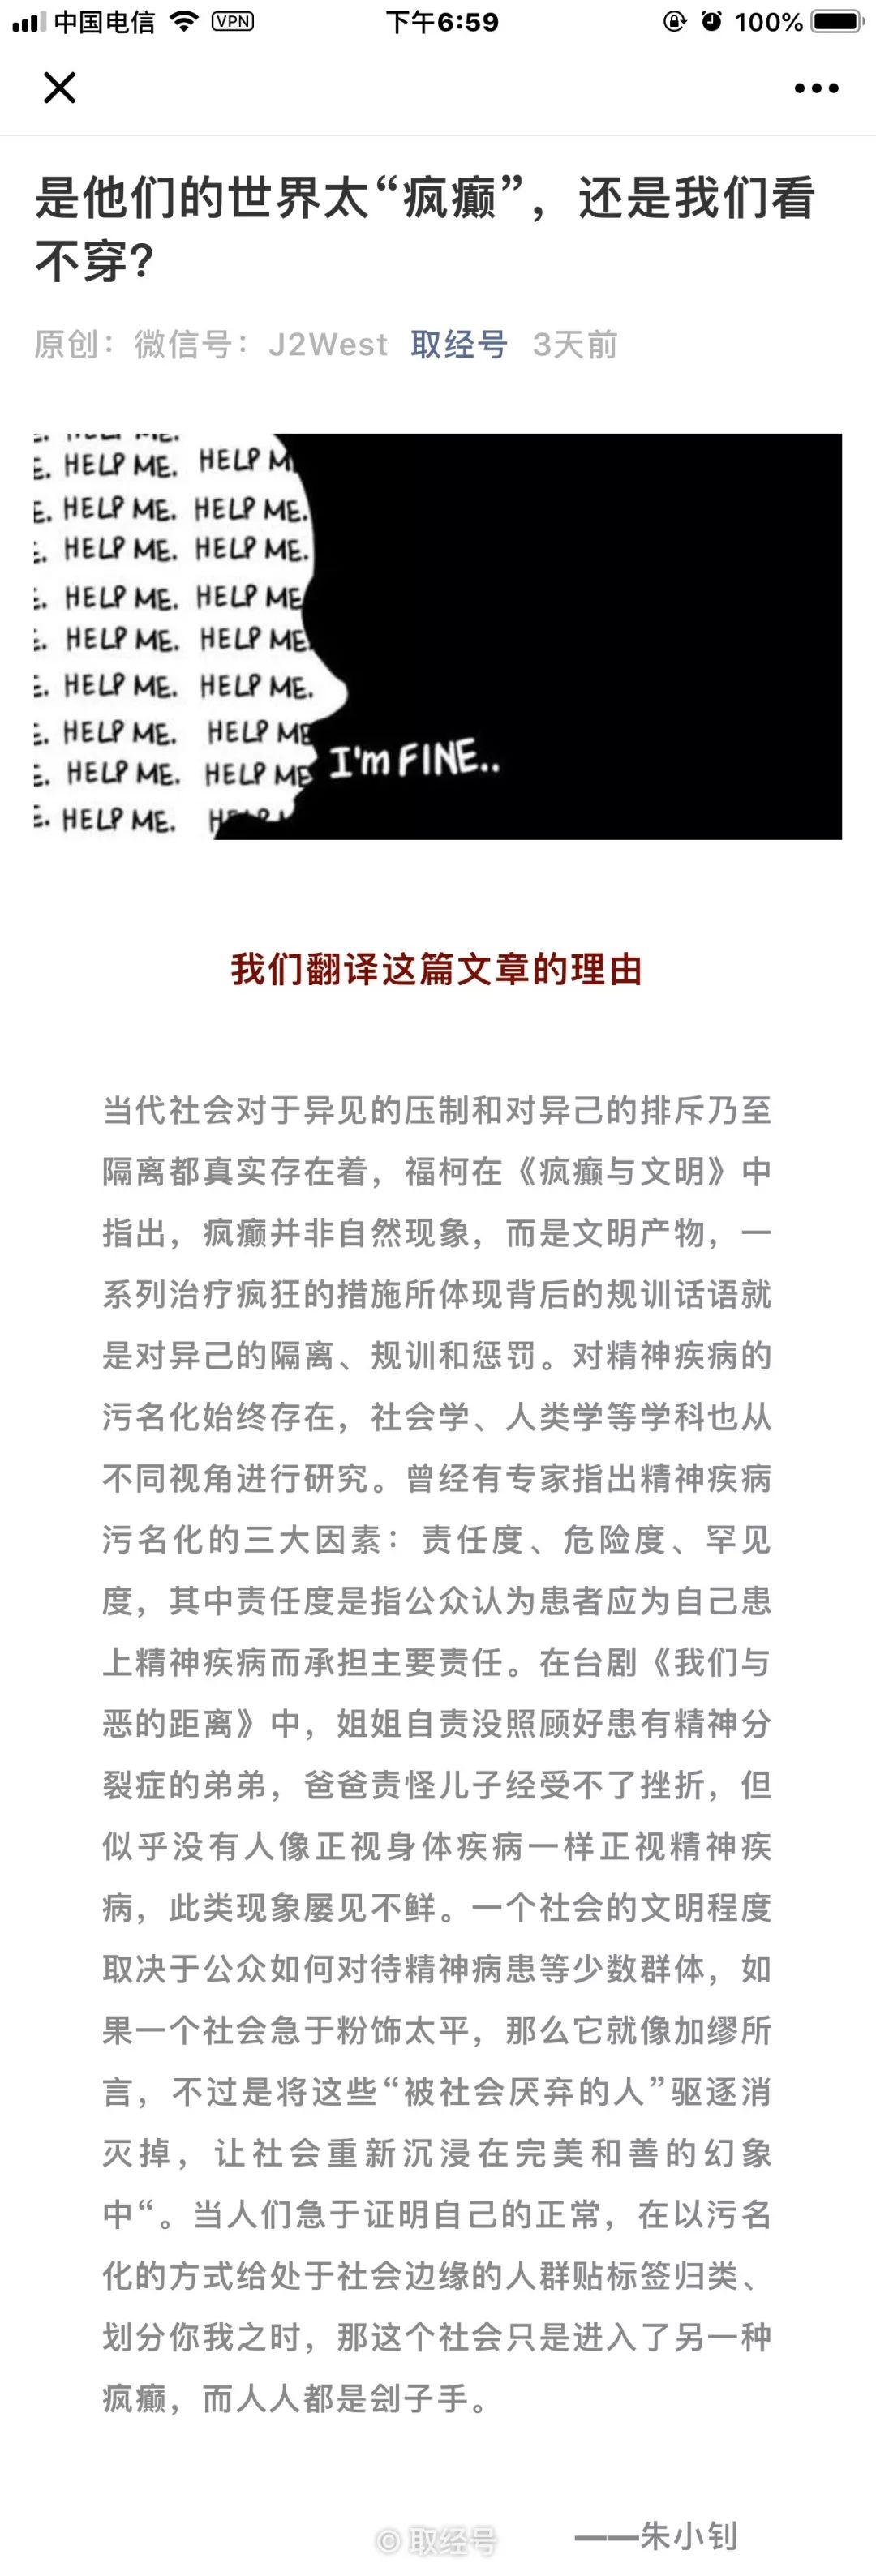 中国电信 VPN 下午6:59 100%
是他们的世界太“疯癫”，还是我们看
不穿?
原创：微信号：J2West 取经号 3天前
HELP ME. HELP M
E. HELP ME. HELP ME.
E. HELP ME. HELP ME.
E. HELP ME. HELP ME
E. HELP ME. HELP ME.
E. HELP ME. HELP ME.
E. HELP ME. HELP ME
E. HELP ME. HELP ME
I'm FINE..
E. HELP ME.
我们翻译这篇文章的理由
当代社会对于异见的压制和对异己的排斥乃至
隔离都真实存在着，福柯在《疯癫与文明》中
指出，疯癫并非自然现象，而是文明产物，一
系列治疗疯狂的措施所体现背后的规训话语就
是对异己的隔离、规训和惩罚。对精神疾病的
污名化始终存在，社会学、人类学等学科也从
不同视角进行研究。曾经有专家指出精神疾病
污名化的三大因素：责任度、危险度、罕见
度，其中责任度是指公众认为患者应为自己患
上精神疾病而承担主要责任。在台剧《我们与
恶的距离》中，姐姐自责没照顾好患有精神分
裂症的弟弟，爸爸责怪儿子经受不了挫折，但
似乎没有人像正视身体疾病一样正视精神疾
病，此类现象屡见不鲜。一个社会的文明程度
取决于公众如何对待精神病患等少数群体，如
果一个社会急于粉饰太平，那么它就像加缪所
言，不过是将这些“被社会厌弃的人”驱逐消
灭掉，让社会重新沉浸在完美和善的幻象
中“。当人们急于证明自己的正常，在以污名
化的方式给处于社会边缘的人群贴标签归类、
划分你我之时，那这个社会只是进入了另一种
疯癫，而人人都是刽子手。
——朱小钊
© 取经号